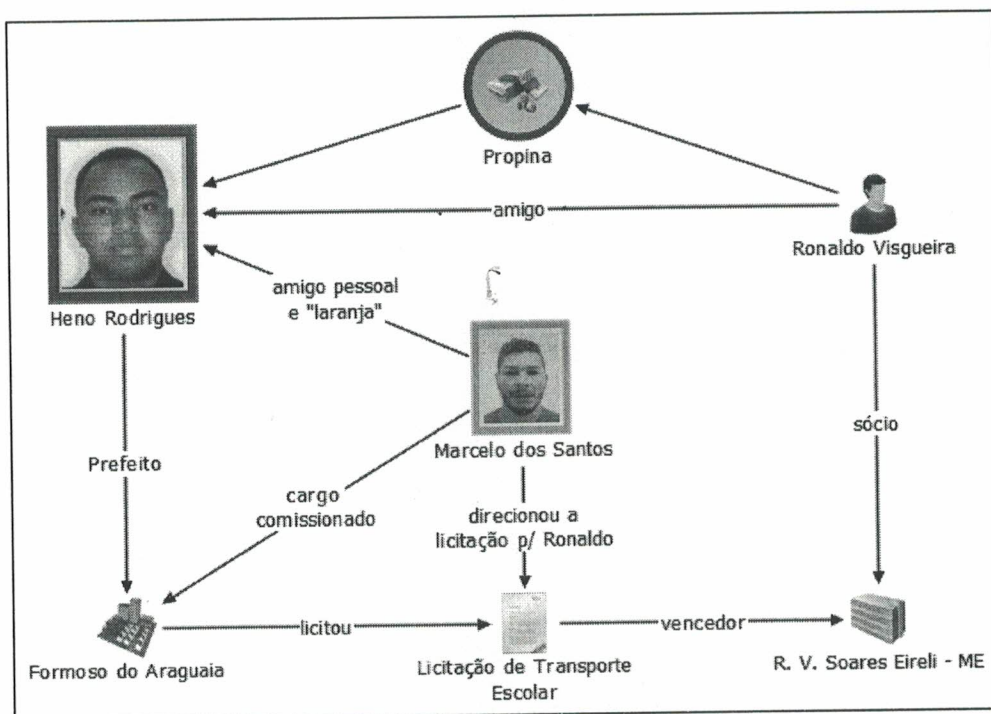 Propina
amigo
Ronaldo Visgueira
amigo pessoal
e "laranja"
Heno Rodrigues
sócio
Marcelo dos Santos
Prefeito
cargo
comissionado
direcionou a
licitação p/ Ronaldo
licitou
vencedor
Formoso do Araguaia
Licitação de Transporte
Escolar
R. V. Soares Eireli - ME